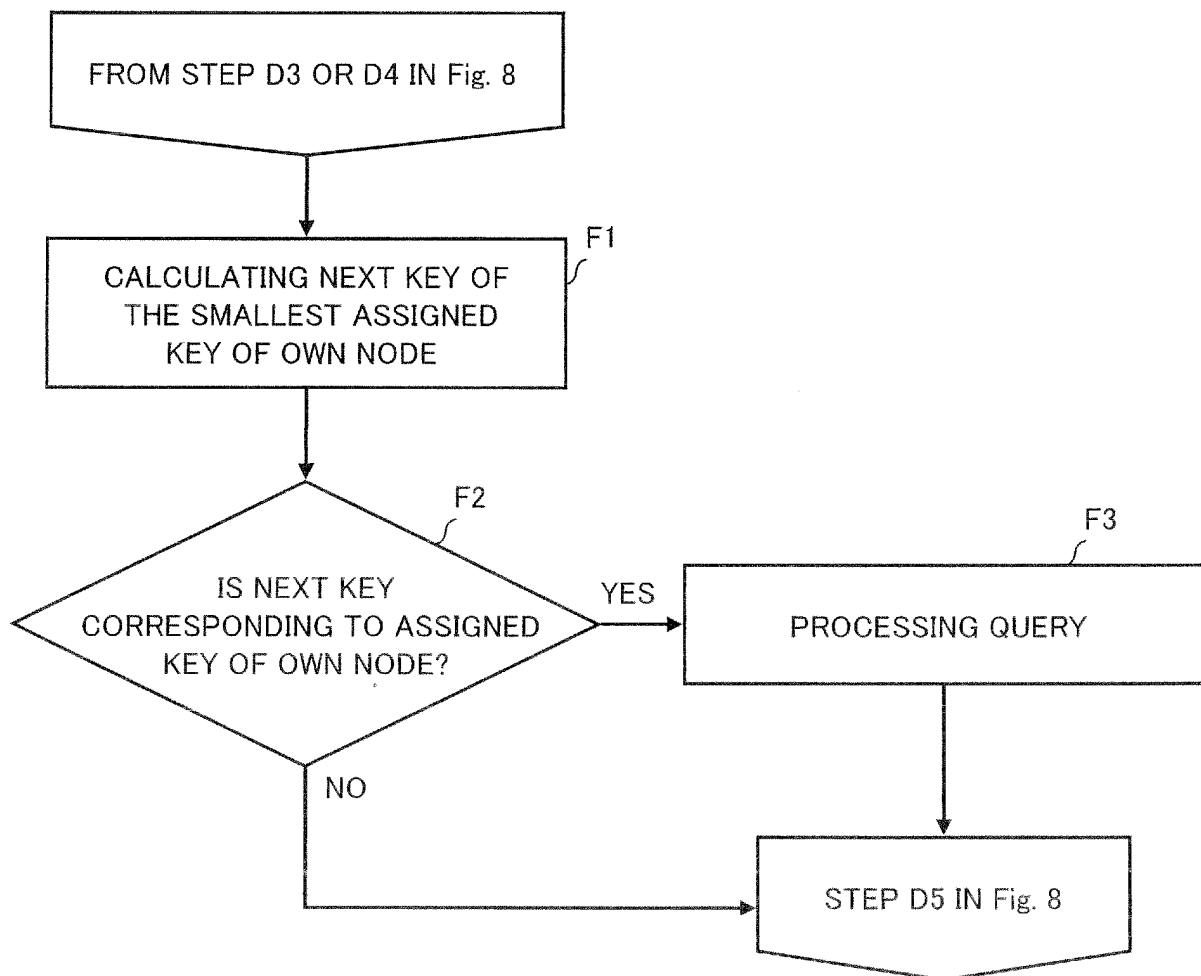 FROM STEP D3 OR D4 IN Fig. 8
F1
CALCULATING NEXT KEY OF
THE SMALLEST ASSIGNED
KEY OF OWN NODE
F2
IS NEXT KEY
CORRESPONDING TO ASSIGNED
KEY OF OWN NODE?
YES
F3
PROCESSING QUERY
NO
STEP D5 IN Fig. 8